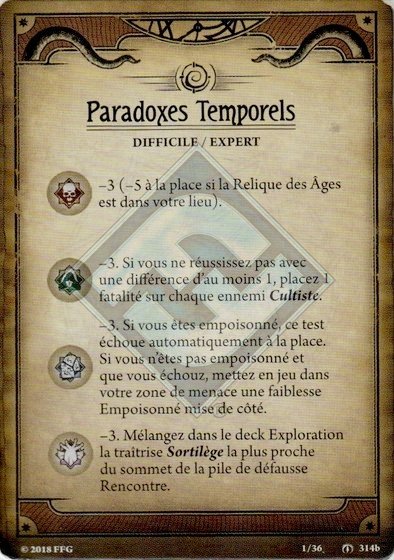 Paradoxes Temporels
DIFFICILE / EXPERT
–3 (–5 à la place si la Relique des Âges
est dans votre lieu).
–3. Si vous ne réussissez pas avec
une différence d'au moins 1, placez 1
fatalité sur chaque ennemi Cultiste.
–3. Si vous êtes empoisonné, ce test
échoue automatiquement à la place.
Si vous n'êtes pas empoisonné et
que vous échouez, mettez en jeu dans
votre zone de menace une faiblesse
Empoisonné mise de côté.
–3. Mélangez dans le deck Exploration
la traîtrise Sortilège la plus proche
du sommet de la pile de défausse
Rencontre.
© 2018 FFG 1/36 314b